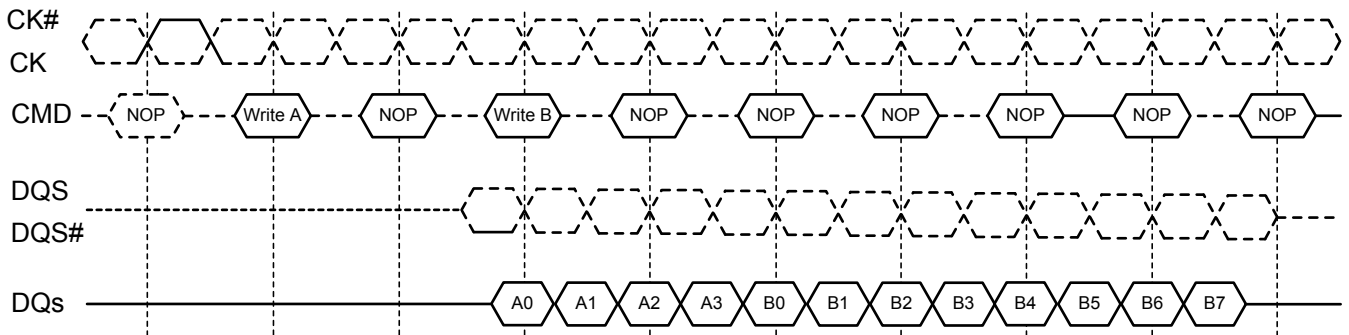 CK#
CK
CMD NOP Write A NOP Write B NOP NOP NOP NOP NOP NOP
DQS
DQS#
DQs A0 A1 A2 A3 B0 B1 B2 B3 B4 B5 B6 B7